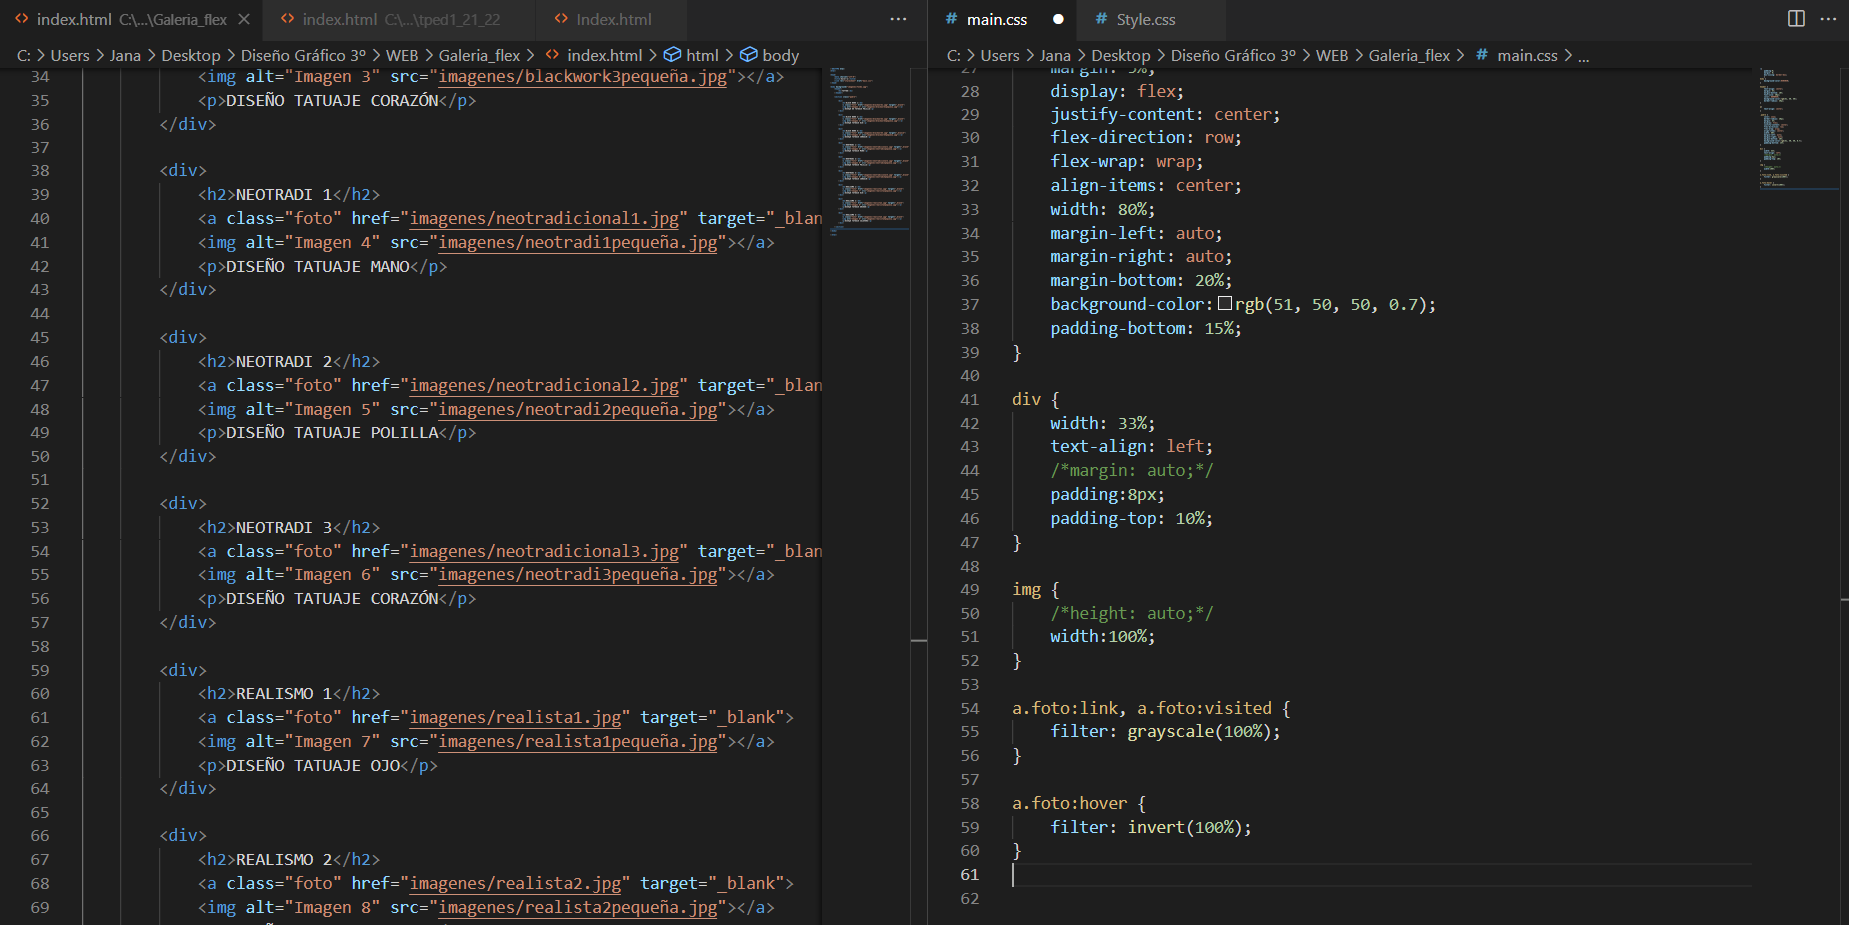 index.html C:\...\Galeria_flex
index.html C:\...\tped1_21_22
Index.html
C: > Users > Jana > Desktop > Diseño Gráfico 3º > WEB > Galeria_flex > index.html > html > body
34 <img alt="Imagen 3" src="imagenes/blackwork3pequeña.jpg"></a>
35 <p>DISEÑO TATUAJE CORAZÓN</p>
36 </div>
37
38 <div>
39 <h2>NEOTRADI 1</h2>
40 <a class="foto" href="imagenes/neotradicional1.jpg" target="_blan
41 <img alt="Imagen 4" src="imagenes/neotradi1pequeña.jpg"></a>
42 <p>DISEÑO TATUAJE MANO</p>
43 </div>
44
45 <div>
46 <h2>NEOTRADI 2</h2>
47 <a class="foto" href="imagenes/neotradicional2.jpg" target="_blan
48 <img alt="Imagen 5" src="imagenes/neotradi2pequeña.jpg"></a>
49 <p>DISEÑO TATUAJE POLILLA</p>
50 </div>
51
52 <div>
53 <h2>NEOTRADI 3</h2>
54 <a class="foto" href="imagenes/neotradicional3.jpg" target="_blan
55 <img alt="Imagen 6" src="imagenes/neotradi3pequeña.jpg"></a>
56 <p>DISEÑO TATUAJE CORAZÓN</p>
57 </div>
58
59 <div>
60 <h2>REALISMO 1</h2>
61 <a class="foto" href="imagenes/realista1.jpg" target="_blank">
62 <img alt="Imagen 7" src="imagenes/realista1pequeña.jpg"></a>
63 <p>DISEÑO TATUAJE OJO</p>
64 </div>
65
66 <div>
67 <h2>REALISMO 2</h2>
68 <a class="foto" href="imagenes/realista2.jpg" target="_blank">
69 <img alt="Imagen 8" src="imagenes/realista2pequeña.jpg"></a>
# main.css
# Style.css
C: > Users > Jana > Desktop > Diseño Gráfico 3º > WEB > Galeria_flex > # main.css > ...
27 margin: 5%;
28 display: flex;
29 justify-content: center;
30 flex-direction: row;
31 flex-wrap: wrap;
32 align-items: center;
33 width: 80%;
34 margin-left: auto;
35 margin-right: auto;
36 margin-bottom: 20%;
37 background-color: rgb(51, 50, 50, 0.7);
38 padding-bottom: 15%;
39 }
40
41 div {
42 width: 33%;
43 text-align: left;
44 /*margin: auto;*/
45 padding:8px;
46 padding-top: 10%;
47 }
48
49 img {
50 /*height: auto;*/
51 width:100%;
52 }
53
54 a.foto:link, a.foto:visited {
55 filter: grayscale(100%);
56 }
57
58 a.foto:hover {
59 filter: invert(100%);
60 }
61
62